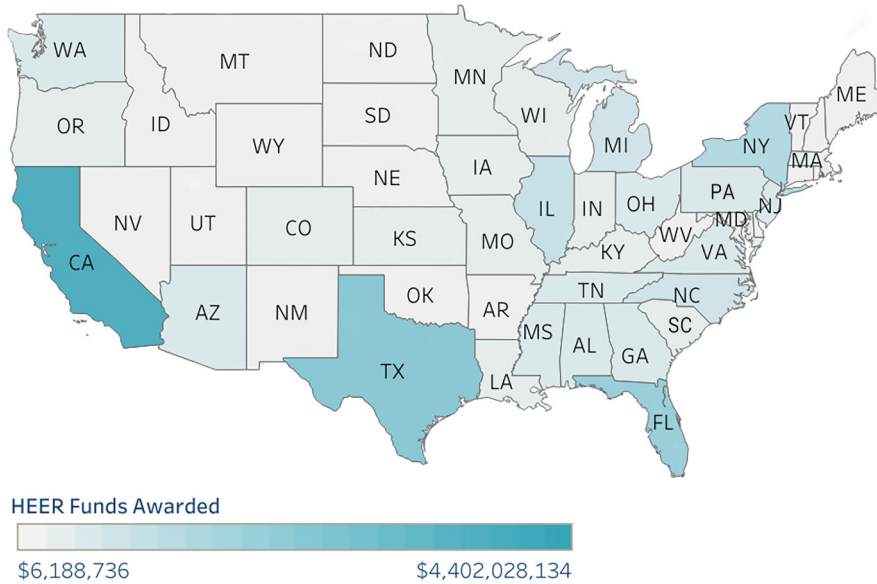 WA
MT
ND
MN
OR
ID
SD
WI
WY
MI
ME
VT
NY
MA
NE
IA
PA
NJ
NV
UT
CO
KS
MO
IL
IN
OH
MD
WV
VA
KY
CA
AZ
NM
OK
AR
TN
NC
SC
MS
AL
GA
TX
LA
FL
HEER Funds Awarded
$6,188,736
$4,402,028,134